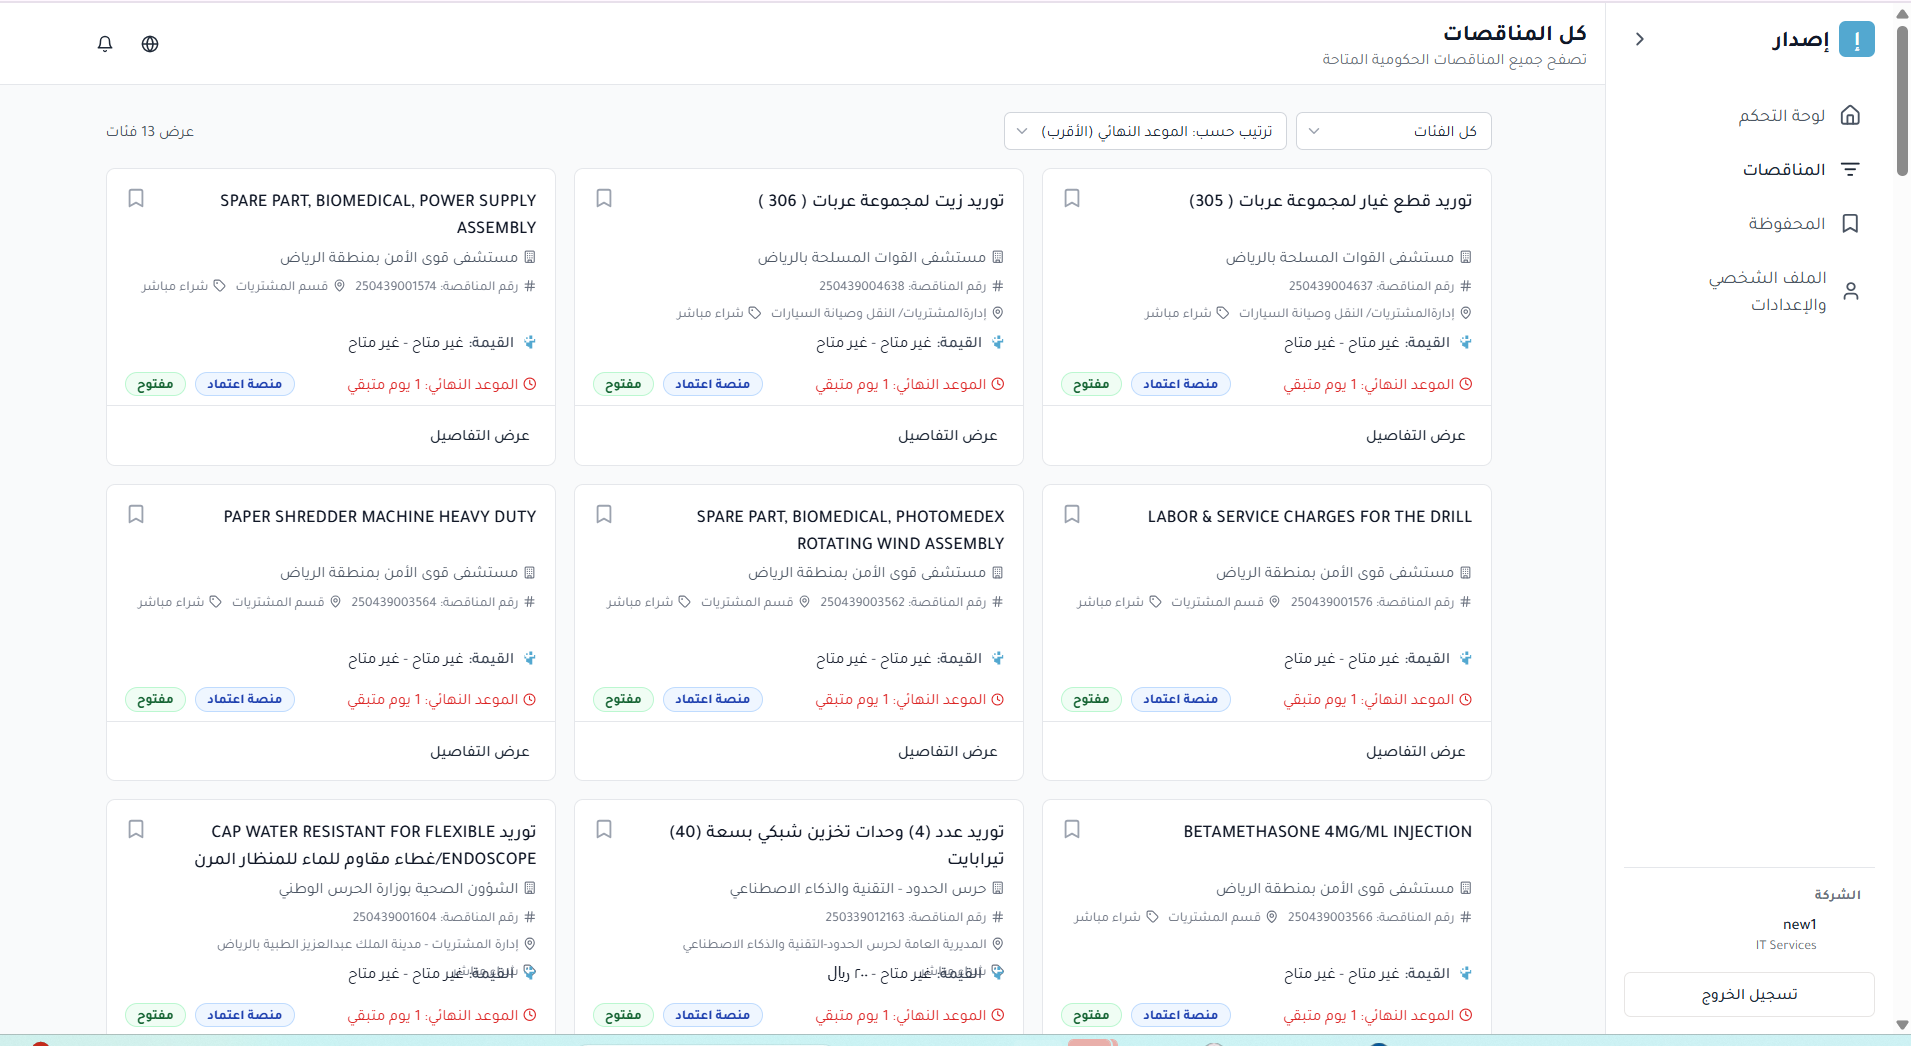 إ إصدار
لوحة التحكم
المناقصات
المحفوظة
الملف الشخصي
والإعدادات
الشركة
new1
IT Services
تسجيل الخروج
كل المناقصات
تصفح جميع المناقصات الحكومية المتاحة
كل الفئات
ترتيب حسب: الموعد النهائي (الأقرب)
عرض 13 فئات
توريد قطع غيار لمجموعة عربات ( 305)
مستشفى القوات المسلحة بالرياض
رقم المناقصة: 250439004637
إدارةالمشتريات/ النقل وصيانة السيارات شراء مباشر
القيمة: غير متاح - غير متاح
الموعد النهائي: 1 يوم متبقي منصة اعتماد مفتوح
عرض التفاصيل
توريد زيت لمجموعة عربات ( 306 )
مستشفى القوات المسلحة بالرياض
رقم المناقصة: 250439004638
إدارةالمشتريات/ النقل وصيانة السيارات شراء مباشر
القيمة: غير متاح - غير متاح
الموعد النهائي: 1 يوم متبقي منصة اعتماد مفتوح
عرض التفاصيل
SPARE PART, BIOMEDICAL, POWER SUPPLY
ASSEMBLY
مستشفى قوى الأمن بمنطقة الرياض
رقم المناقصة: 250439001574 قسم المشتريات شراء مباشر
القيمة: غير متاح - غير متاح
الموعد النهائي: 1 يوم متبقي منصة اعتماد مفتوح
عرض التفاصيل
LABOR & SERVICE CHARGES FOR THE DRILL
مستشفى قوى الأمن بمنطقة الرياض
رقم المناقصة: 250439001576 قسم المشتريات شراء مباشر
القيمة: غير متاح - غير متاح
الموعد النهائي: 1 يوم متبقي منصة اعتماد مفتوح
عرض التفاصيل
SPARE PART, BIOMEDICAL, PHOTOMEDEX
ROTATING WIND ASSEMBLY
مستشفى قوى الأمن بمنطقة الرياض
رقم المناقصة: 250439003562 قسم المشتريات شراء مباشر
القيمة: غير متاح - غير متاح
الموعد النهائي: 1 يوم متبقي منصة اعتماد مفتوح
عرض التفاصيل
PAPER SHREDDER MACHINE HEAVY DUTY
مستشفى قوى الأمن بمنطقة الرياض
رقم المناقصة: 250439003564 قسم المشتريات شراء مباشر
القيمة: غير متاح - غير متاح
الموعد النهائي: 1 يوم متبقي منصة اعتماد مفتوح
عرض التفاصيل
BETAMETHASONE 4MG/ML INJECTION
مستشفى قوى الأمن بمنطقة الرياض
رقم المناقصة: 250439003566 قسم المشتريات شراء مباشر
القيمة: غير متاح - غير متاح
الموعد النهائي: 1 يوم متبقي منصة اعتماد مفتوح
توريد عدد (4) وحدات تخزين شبكي بسعة (40)
تيرابايت
حرس الحدود - التقنية والذكاء الاصطناعي
رقم المناقصة: 250339012163
المديرية العامة لحرس الحدود-التقنية والذكاء الاصطناعي
شراء مباشر
القيمة: غير متاح - ٢٠٠ ريال
الموعد النهائي: 1 يوم متبقي منصة اعتماد مفتوح
توريد CAP WATER RESISTANT FOR FLEXIBLE
ENDOSCOPE/غطاء مقاوم للماء للمنظار المرن
الشؤون الصحية بوزارة الحرس الوطني
رقم المناقصة: 250439001604
إدارة المشتريات - مدينة الملك عبدالعزيز الطبية بالرياض
شراء مباشر
القيمة: غير متاح - غير متاح
الموعد النهائي: 1 يوم متبقي منصة اعتماد مفتوح